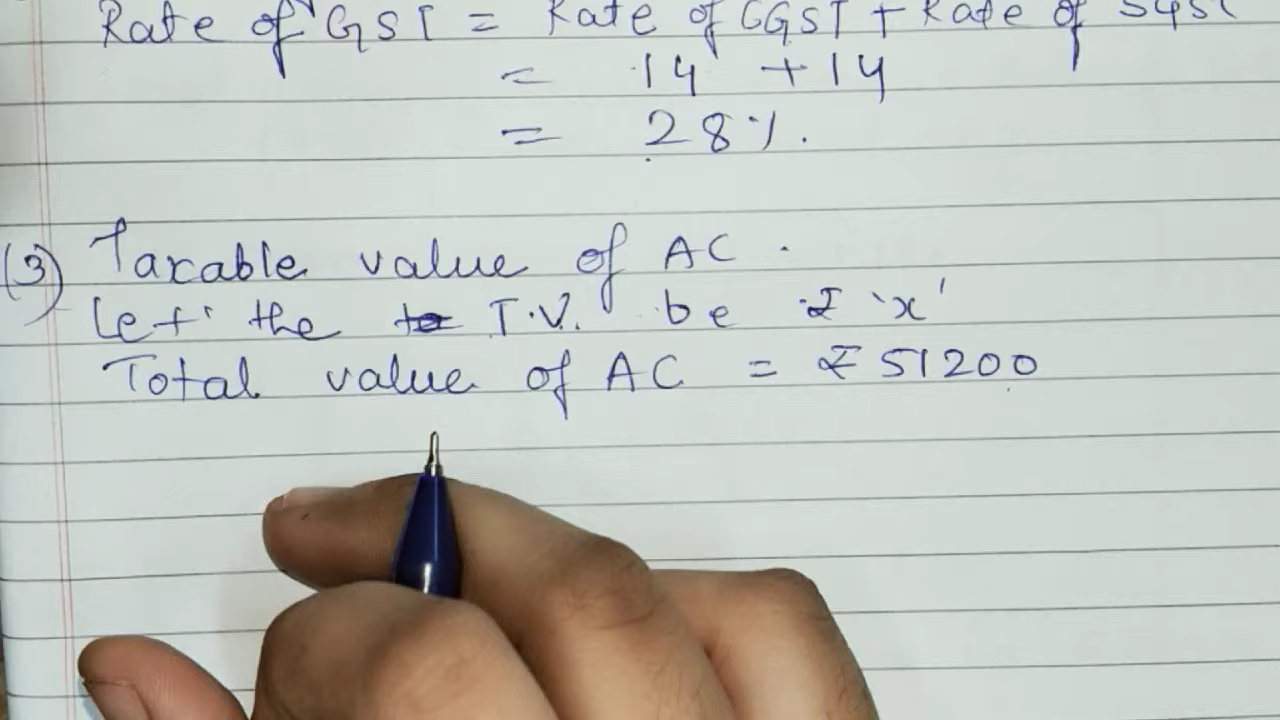 Rate of GST = Rate of CGST + Rate of SGST
= 14 + 14
= 28%.
(3) Taxable value of AC.
Let the T.V. be ₹ 'x'
Total value of AC = ₹ 51200